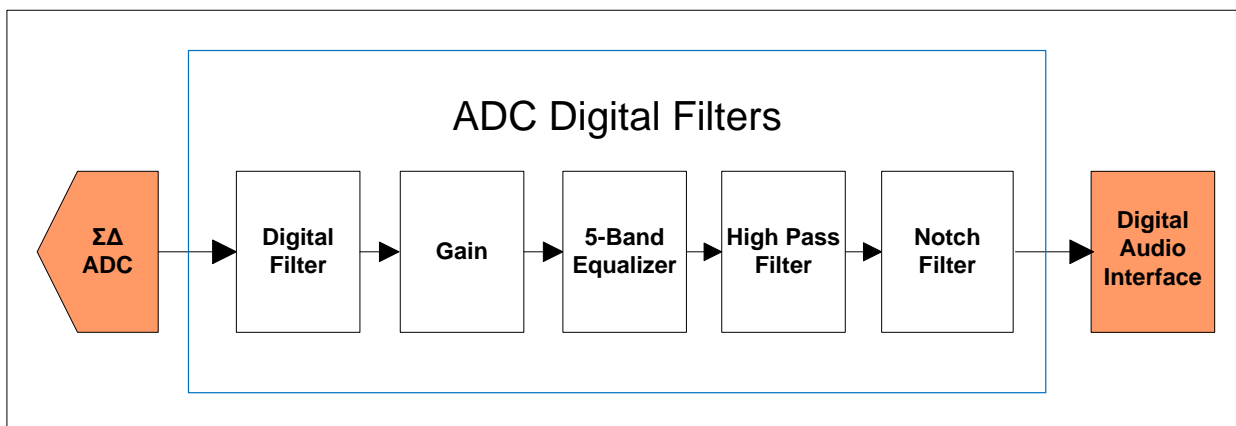 ADC Digital Filters
ΣΔ
ADC
Digital
Filter
Gain
5-Band
Equalizer
High Pass
Filter
Notch
Filter
Digital
Audio
Interface